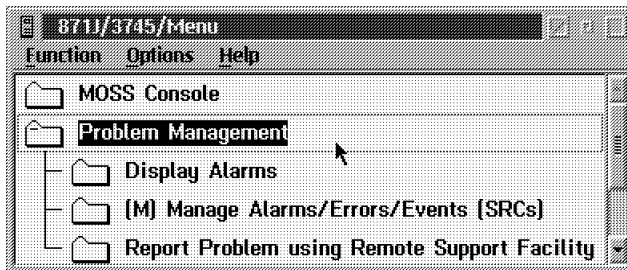 871J/3745/Menu
Function Options Help
MOSS Console
Problem Management
Display Alarms
(M) Manage Alarms/Errors/Events (SRCs)
Report Problem using Remote Support Facility